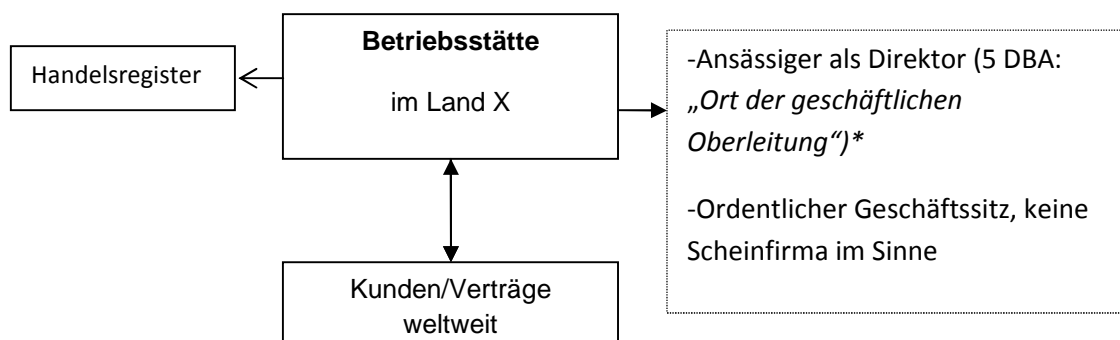 Betriebsstätte
im Land X
Handelsregister
-Ansässiger als Direktor (5 DBA:
„Ort der geschäftlichen
Oberleitung“)*
-Ordentlicher Geschäftssitz, keine
Scheinfirma im Sinne
Kunden/Verträge
weltweit